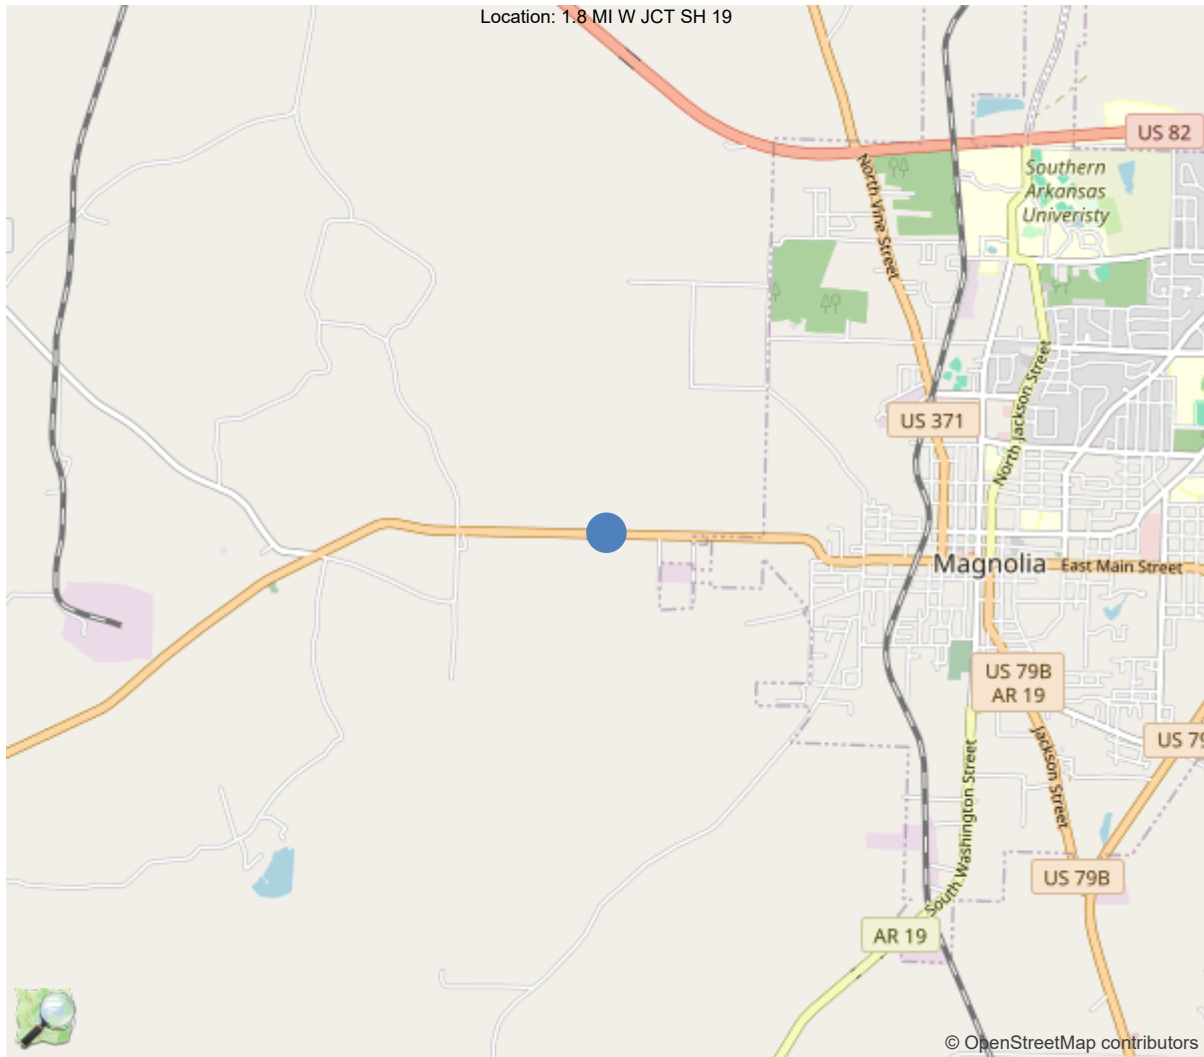 Location: 1.8 MI W JCT SH 19
US 82
Southern
Arkansas
Univeristy
North Vine Street
North Jackson Street
US 371
Magnolia
East Main Street
US 79B
AR 19
US 79
Jackson Street
South Washington Street
US 79B
AR 19
© OpenStreetMap contributors